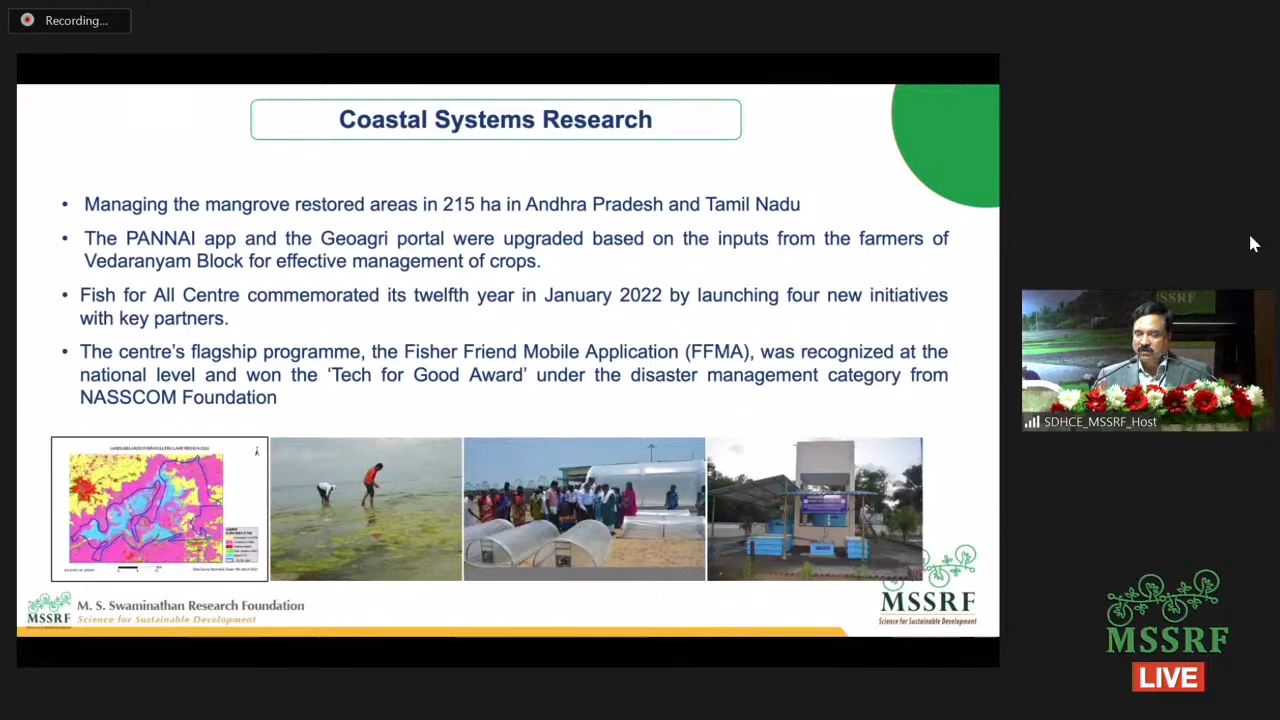 Recording...
Coastal Systems Research
• Managing the mangrove restored areas in 215 ha in Andhra Pradesh and Tamil Nadu
• The PANNAI app and the Geoagri portal were upgraded based on the inputs from the farmers of
Vedaranyam Block for effective management of crops.
• Fish for All Centre commemorated its twelfth year in January 2022 by launching four new initiatives
with key partners.
• The centre's flagship programme, the Fisher Friend Mobile Application (FFMA), was recognized at the
national level and won the ‘Tech for Good Award’ under the disaster management category from
NASSCOM Foundation
SSRF
SDHCE_MSSRF_Host
MSSRF
M. S. Swaminathan Research Foundation
Science for Sustainable Development
MSSRF
Science for Sustainable Development
MSSRF
LIVE